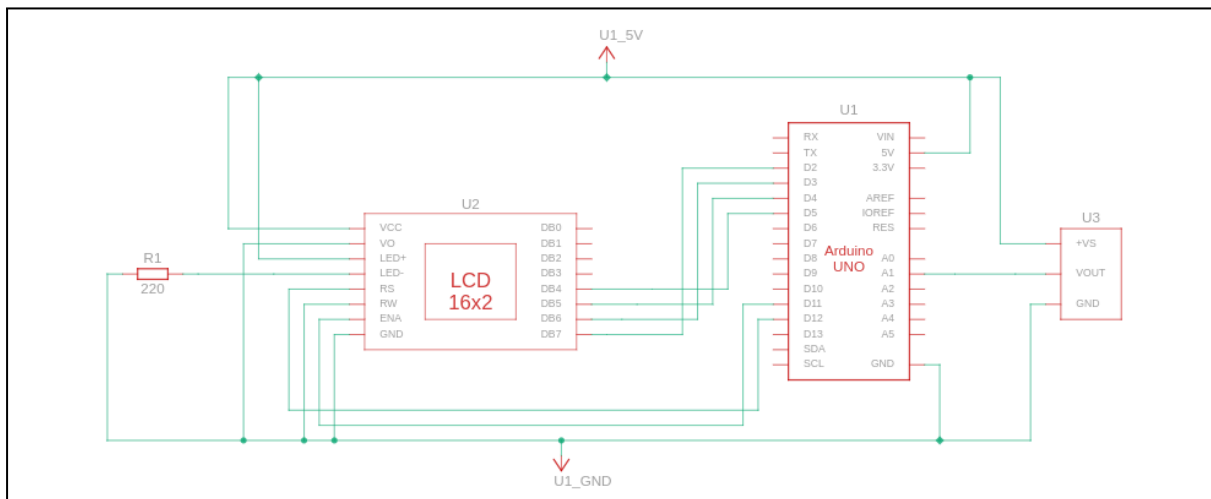 U1_5V
U1
RX
TX
D2
D3
D4
D5
D6
D7
D8
D9
D10
D11
D12
D13
SDA
SCL
VIN
5V
3.3V
AREF
IOREF
RES
A0
A1
A2
A3
A4
A5
GND
Arduino
UNO
U2
VCC
VO
LED+
LED-
RS
RW
ENA
GND
LCD
16x2
DB0
DB1
DB2
DB3
DB4
DB5
DB6
DB7
R1
220
U3
+VS
VOUT
GND
U1_GND